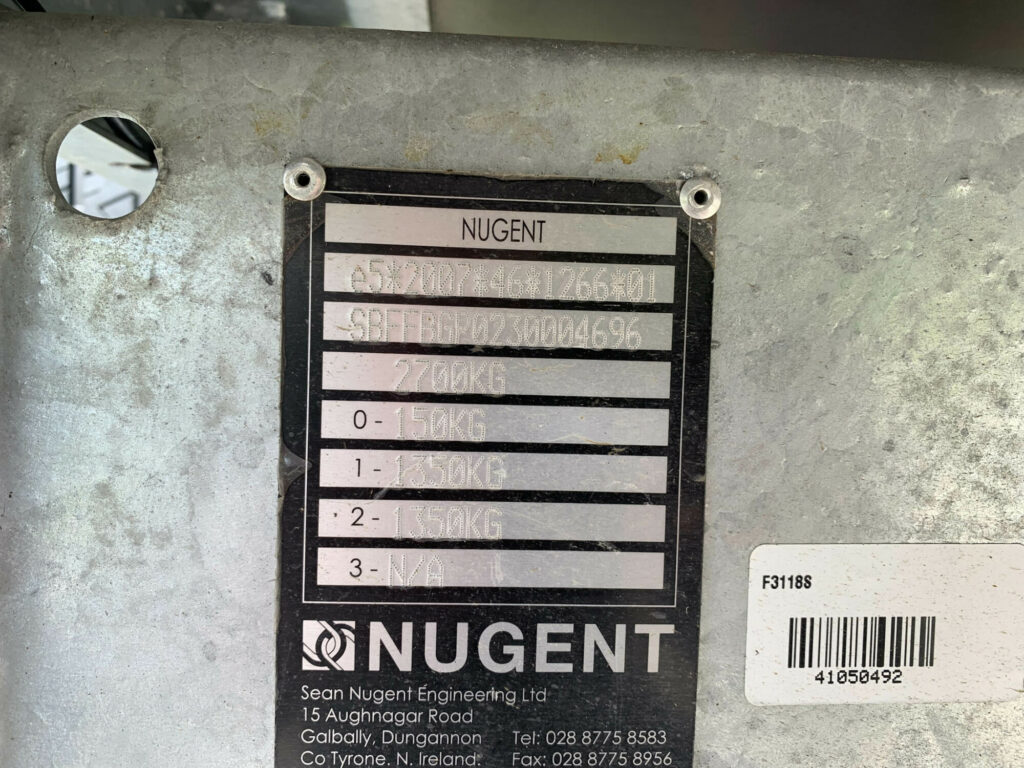 NUGENT
e5*2007*46*1266*01
2700KG
0 - 150KG
1 - 1350KG
2 - 1350KG
3 - N/A
NUGENT
Sean Nugent Engineering Ltd
15 Aughnagar Road
Galbally, Dungannon Tel: 028 8775 8583
Co Tyrone. N. Ireland. Fax: 028 8775 8956
F3118S
41050492